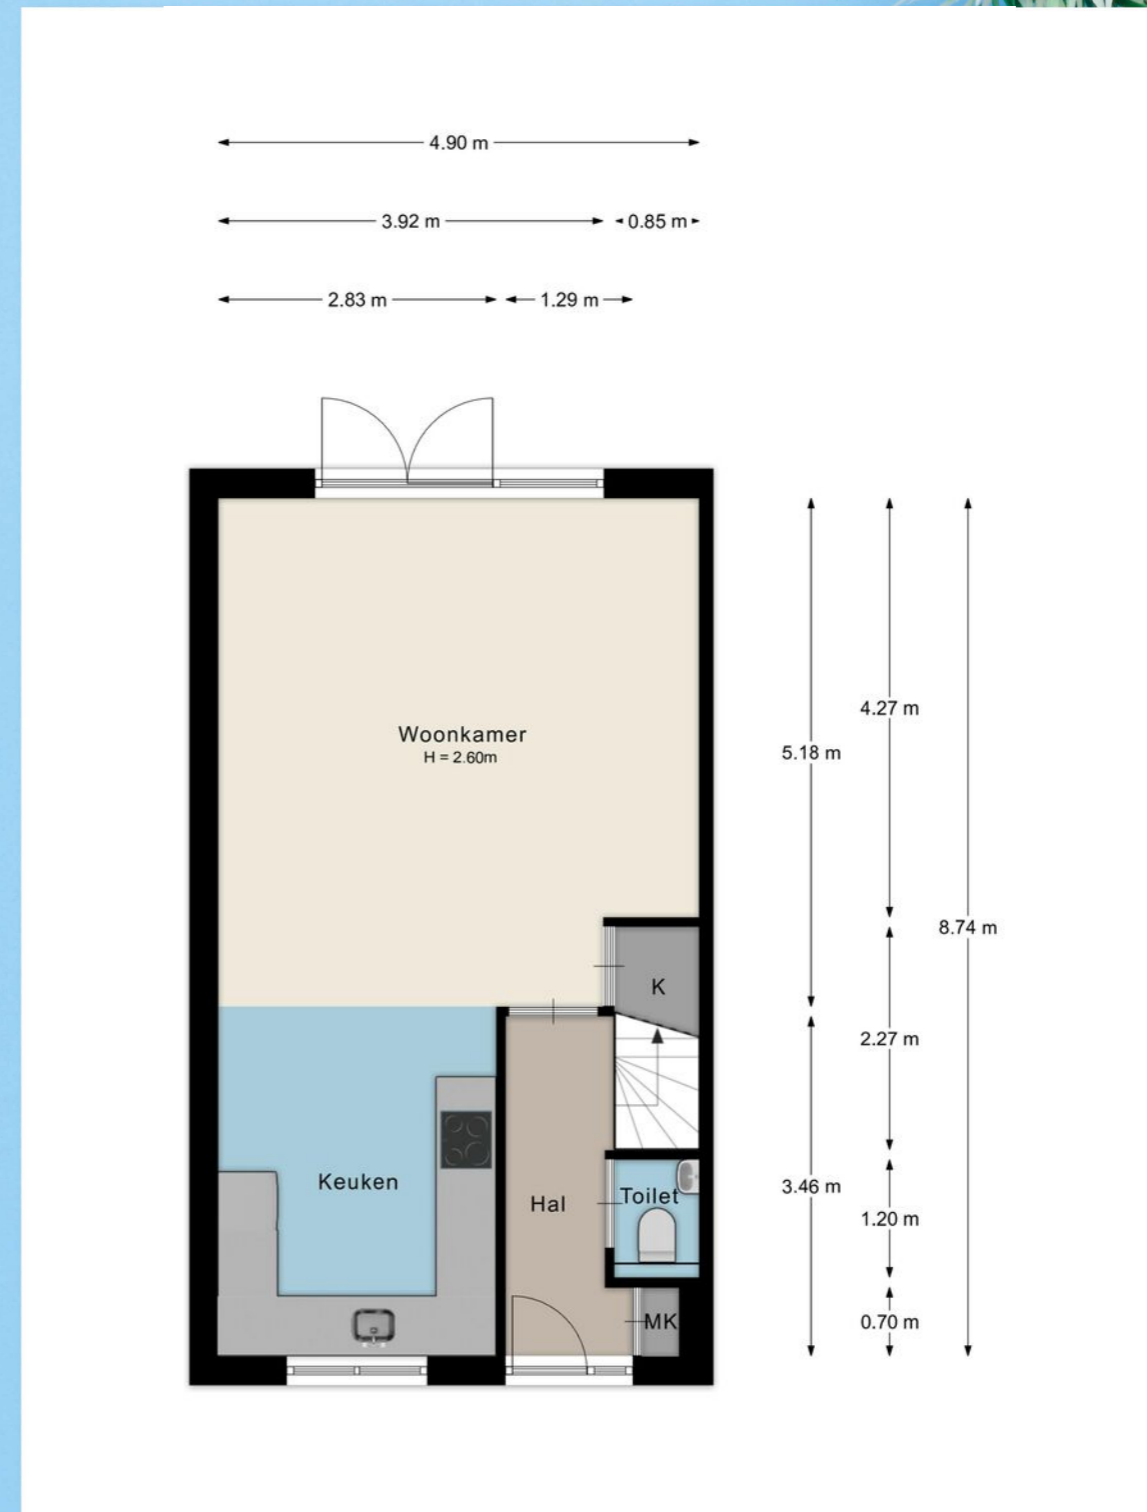 4.90 m
3.92 m
0.85 m
2.83 m
1.29 m
Woonkamer
H = 2.60m
4.27 m
5.18 m
8.74 m
K
2.27 m
Keuken
Hal
Toilet
3.46 m
1.20 m
MK
0.70 m